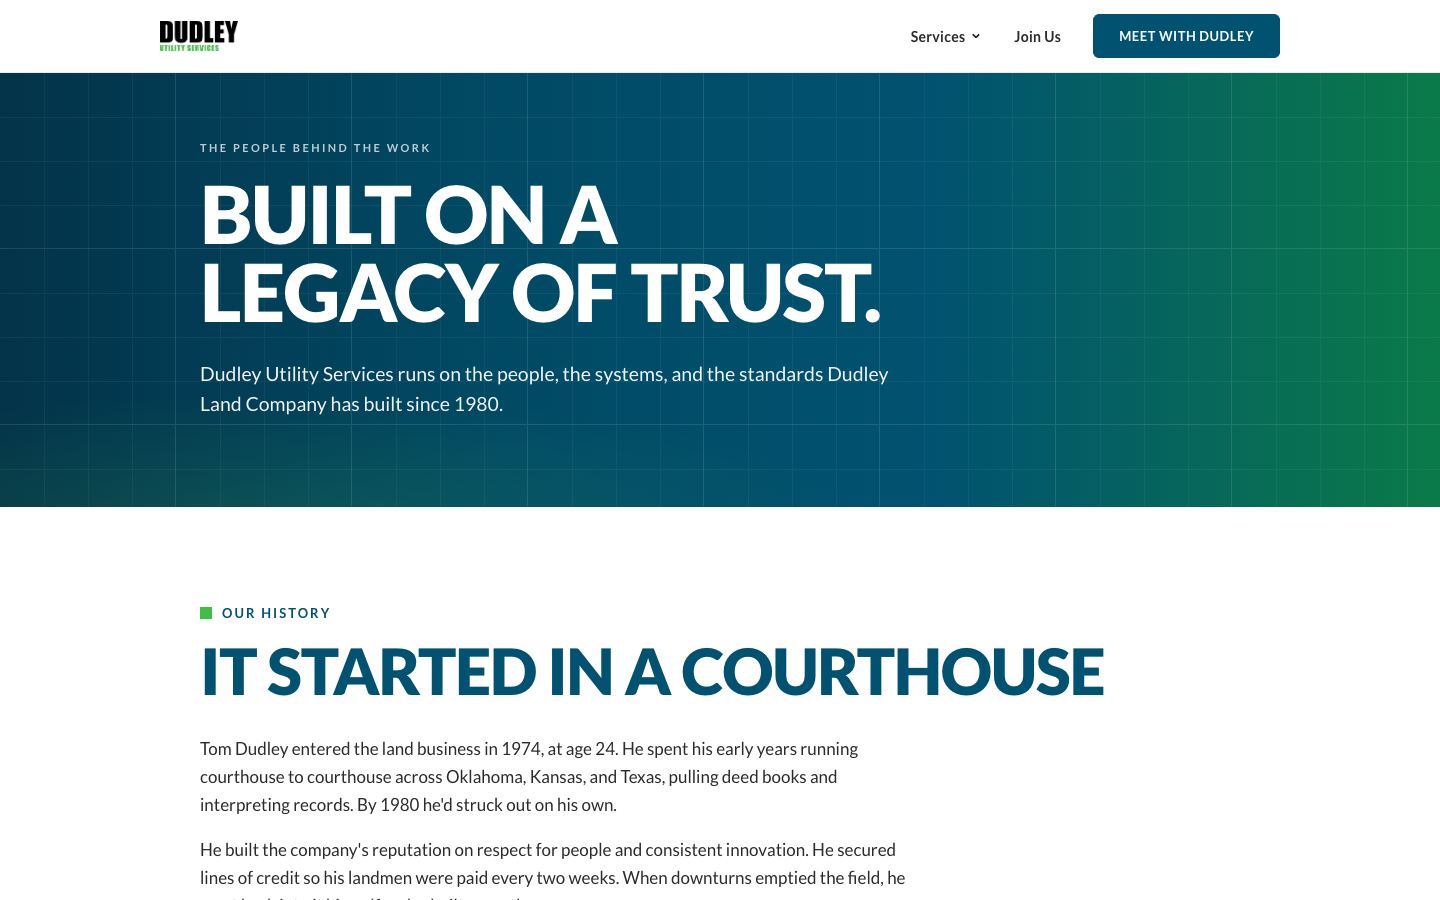 DUDLEY
UTILITY SERVICES
Services
Join Us
MEET WITH DUDLEY
THE PEOPLE BEHIND THE WORK
BUILT ON A
LEGACY OF TRUST.
Dudley Utility Services runs on the people, the systems, and the standards Dudley
Land Company has built since 1980.
OUR HISTORY
IT STARTED IN A COURTHOUSE
Tom Dudley entered the land business in 1974, at age 24. He spent his early years running
courthouse to courthouse across Oklahoma, Kansas, and Texas, pulling deed books and
interpreting records. By 1980 he'd struck out on his own.
He built the company's reputation on respect for people and consistent innovation. He secured
lines of credit so his landmen were paid every two weeks. When downturns emptied the field, he